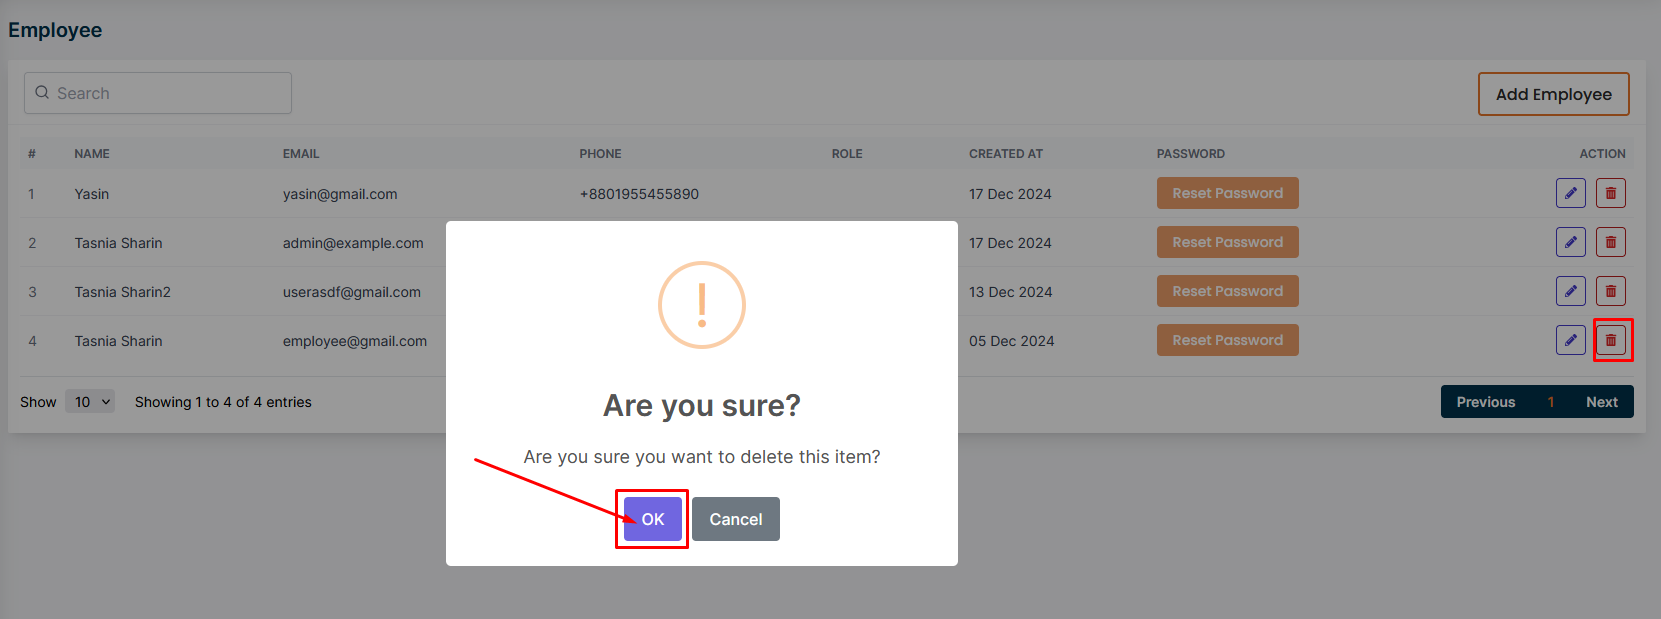 Employee
Search
Add Employee
# NAME EMAIL PHONE ROLE CREATED AT PASSWORD ACTION
1 Yasin yasin@gmail.com +8801955455890 17 Dec 2024 Reset Password
2 Tasnia Sharin admin@example.com 17 Dec 2024 Reset Password
3 Tasnia Sharin2 userasdf@gmail.com 13 Dec 2024 Reset Password
4 Tasnia Sharin employee@gmail.com 05 Dec 2024 Reset Password
Show 10 Showing 1 to 4 of 4 entries Previous 1 Next
!
Are you sure?
Are you sure you want to delete this item?
OK Cancel